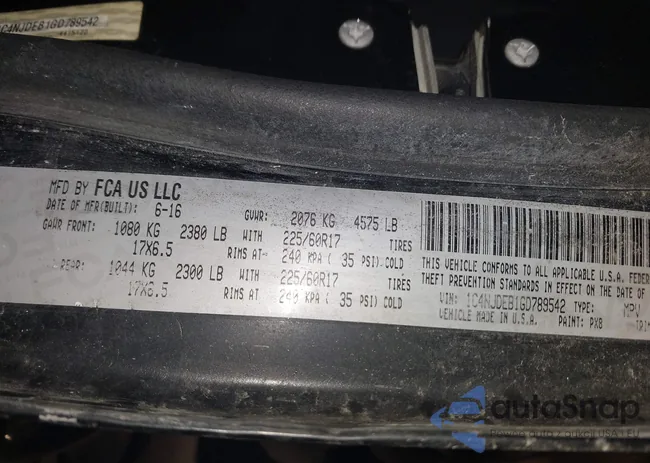 1C4NJDEB1GD789542
MFD BY FCA US LLC
DATE OF MFR(BUILT): 6-16 GVWR: 2076 KG 4575 LB
GAWR FRONT: 1080 KG 2380 LB WITH 225/60R17 TIRES
17X6.5 RIMS AT 240 KPA ( 35 PSI) COLD
REAR: 1044 KG 2300 LB WITH 225/60R17 TIRES
17X6.5 RIMS AT 240 KPA ( 35 PSI) COLD
THIS VEHICLE CONFORMS TO ALL APPLICABLE U.S.A. FEDER
THEFT PREVENTION STANDARDS IN EFFECT ON THE DATE OF
VIN: 1C4NJDEB1GD789542 TYPE: MPV
VEHICLE MADE IN U.S.A. PAINT: PX8 TRI
autoSnap